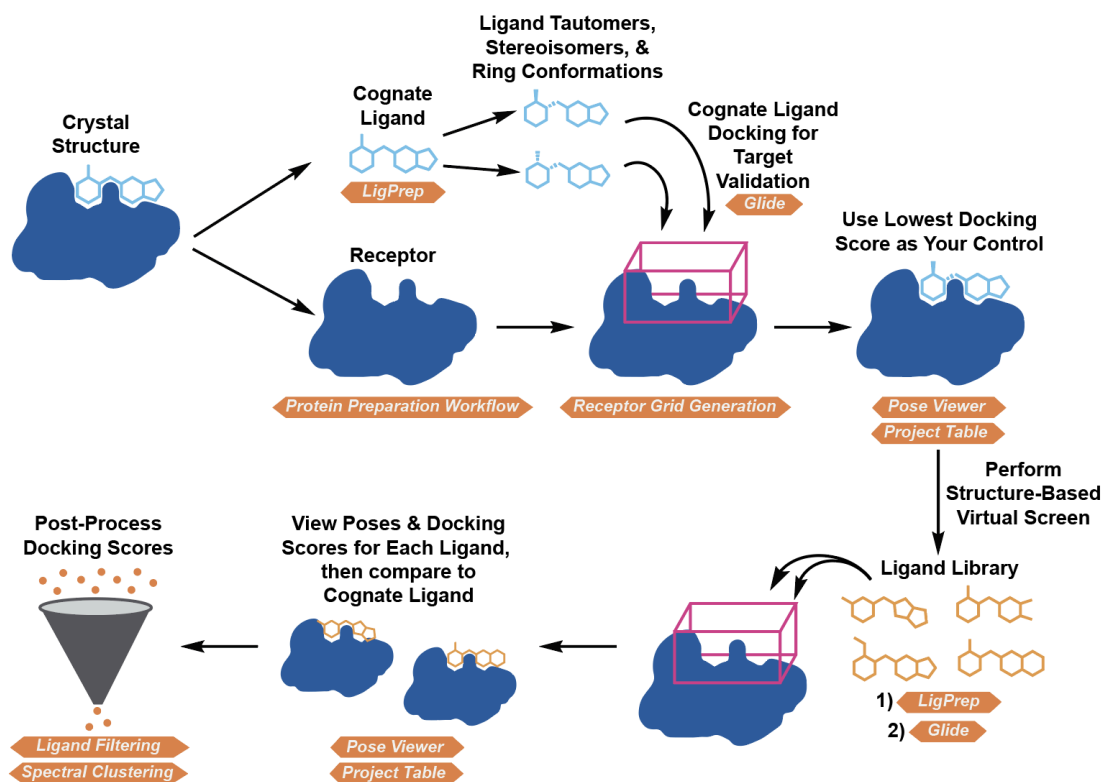 Crystal
Structure
Cognate
Ligand
LigPrep
Ligand Tautomers,
Stereoisomers, &
Ring Conformations
Cognate Ligand
Docking for
Target
Validation
Glide
Receptor
Protein Preparation Workflow
Receptor Grid Generation
Use Lowest Docking
Score as Your Control
Pose Viewer
Project Table
Perform
Structure-Based
Virtual Screen
Ligand Library
1) LigPrep
2) Glide
View Poses & Docking
Scores for Each Ligand,
then compare to
Cognate Ligand
Pose Viewer
Project Table
Post-Process
Docking Scores
Ligand Filtering
Spectral Clustering